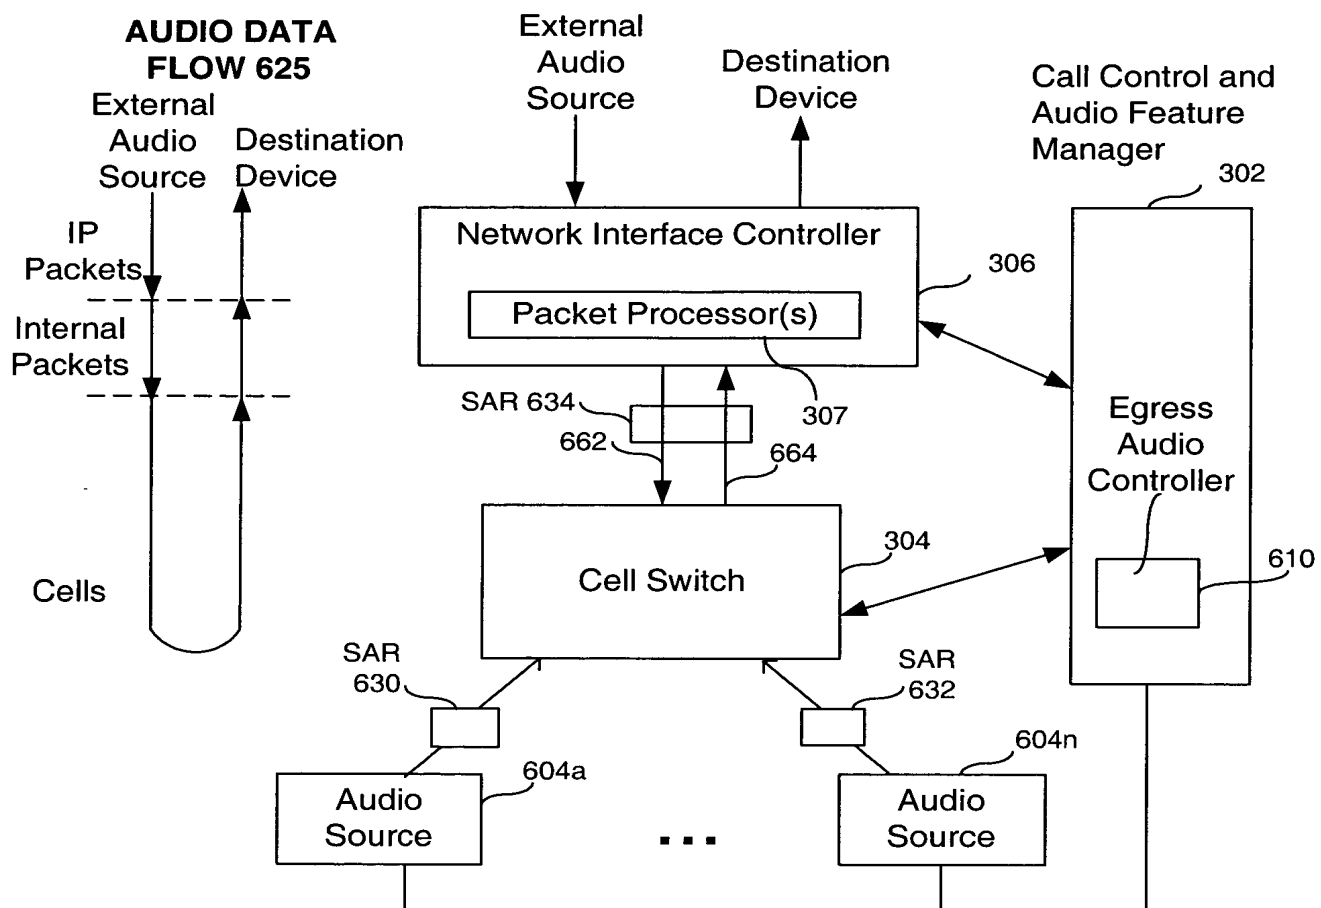 AUDIO DATA
FLOW 625
External
Audio
Source
Destination
Device
IP
Packets
Internal
Packets
Cells
External
Audio
Source
Destination
Device
Call Control and
Audio Feature
Manager
302
Network Interface Controller
306
Packet Processor(s)
307
SAR 634
662
664
Egress
Audio
Controller
610
304
Cell Switch
SAR
630
SAR
632
604a
604n
Audio
Source
...
Audio
Source